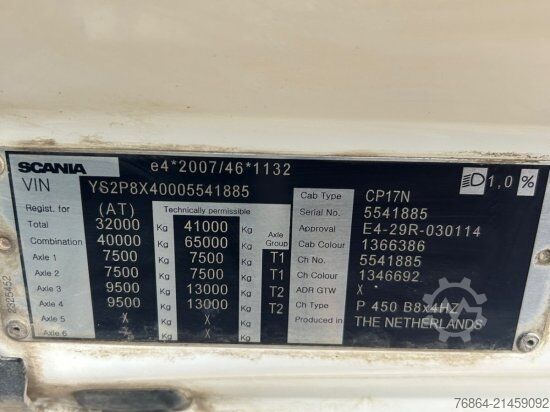 SCANIA e4*2007/46*1132
VIN YS2P8X40005541885
1,0 %
Regist. for (AT) Technically permissible
Total 32000 Kg 41000 Kg Axle Group
Combination 40000 Kg 65000 Kg
Axle 1 7500 Kg 7500 Kg T1
Axle 2 7500 Kg 7500 Kg T1
Axle 3 9500 Kg 13000 Kg T2
Axle 4 9500 Kg 13000 Kg T2
Axle 5 X Kg X Kg
Axle 6 X Kg X Kg
Cab Type CP17N
Serial No. 5541885
Approval E4-29R-030114
Cab Colour 1366386
Ch No. 5541885
Ch Colour 1346692
ADR GTW X
Ch Type P 450 B8x4HZ
Produced in THE NETHERLANDS
2325452
76864-21459092